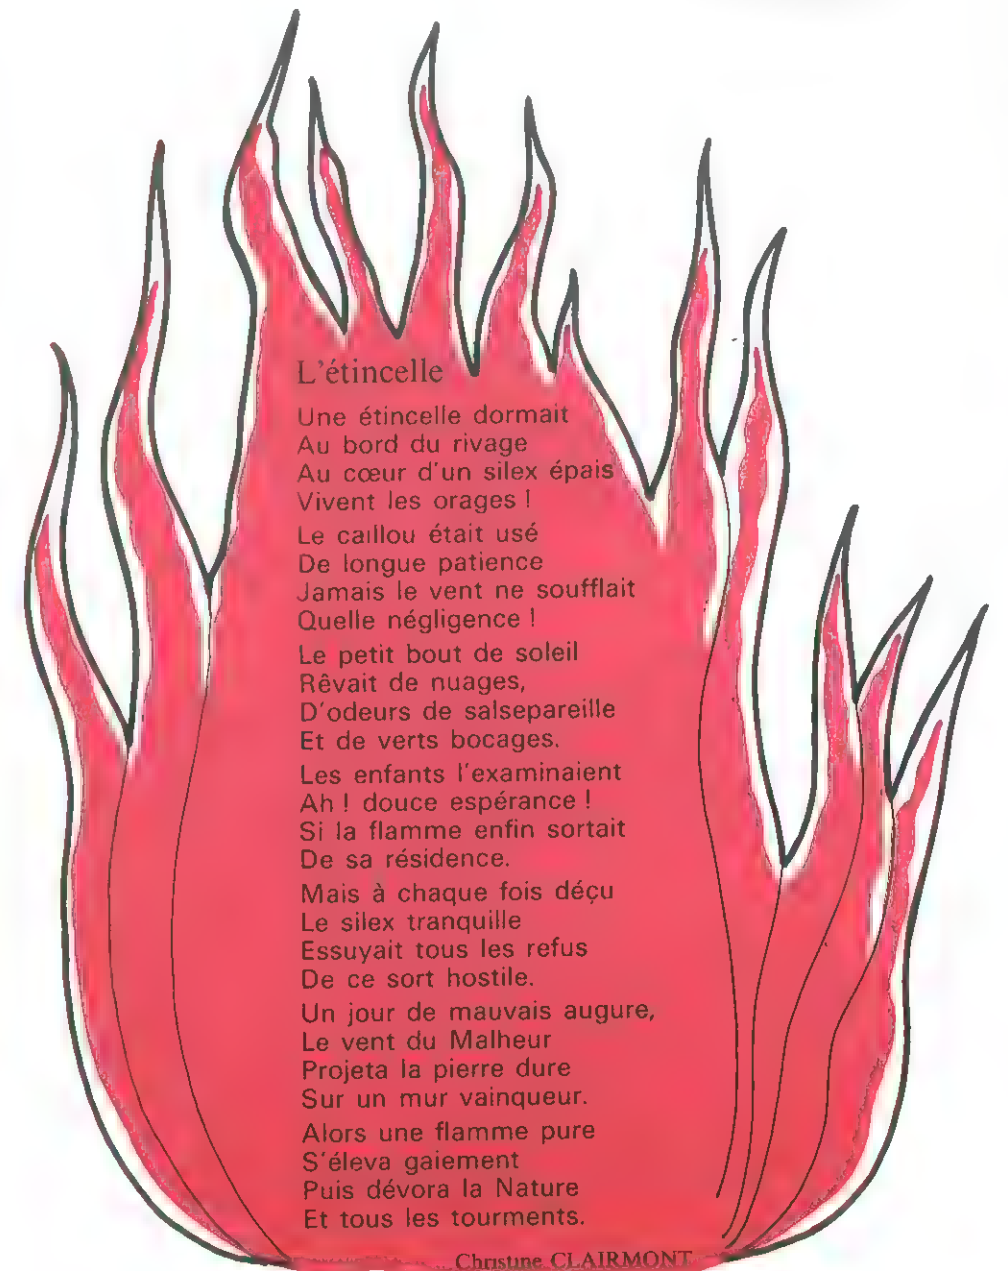 L'étincelle
Une étincelle dormait
Au bord du rivage
Au cœur d'un silex épais
Vivent les orages !
Le caillou était usé
De longue patience
Jamais le vent ne soufflait
Quelle négligence !
Le petit bout de soleil
Rêvait de nuages,
D'odeurs de salsepareille
Et de verts bocages.
Les enfants l'examinaient
Ah ! douce espérance !
Si la flamme enfin sortait
De sa résidence.
Mais à chaque fois déçu
Le silex tranquille
Essuyait tous les refus
De ce sort hostile.
Un jour de mauvais augure,
Le vent du Malheur
Projeta la pierre dure
Sur un mur vainqueur.
Alors une flamme pure
S'éleva gaiement
Puis dévora la Nature
Et tous les tourments.
Christine CLAIRMONT